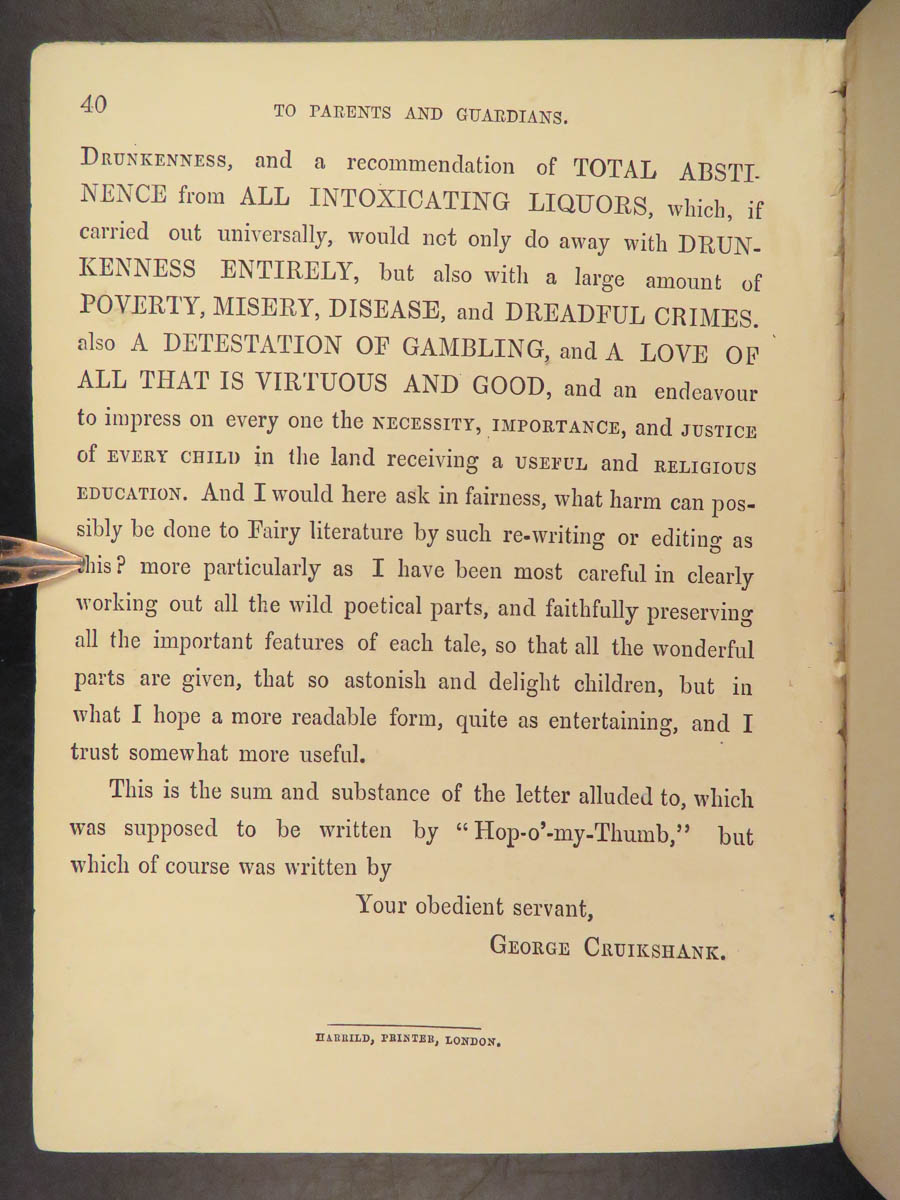 40
TO PARENTS AND GUARDIANS.
DRUNKENNESS, and a recommendation of TOTAL ABSTI-
NENCE from ALL INTOXICATING LIQUORS, which, if
carried out universally, would not only do away with DRUN-
KENNESS ENTIRELY, but also with a large amount of
POVERTY, MISERY, DISEASE, and DREADFUL CRIMES.
also A DETESTATION OF GAMBLING, and A LOVE OF
ALL THAT IS VIRTUOUS AND GOOD, and an endeavour
to impress on every one the NECESSITY, IMPORTANCE, and JUSTICE
of EVERY CHILD in the land receiving a USEFUL and RELIGIOUS
EDUCATION. And I would here ask in fairness, what harm can pos-
sibly be done to Fairy literature by such re-writing or editing as
this? more particularly as I have been most careful in clearly
working out all the wild poetical parts, and faithfully preserving
all the important features of each tale, so that all the wonderful
parts are given, that so astonish and delight children, but in
what I hope a more readable form, quite as entertaining, and I
trust somewhat more useful.
This is the sum and substance of the letter alluded to, which
was supposed to be written by "Hop-o'-my-Thumb," but
which of course was written by
Your obedient servant,
GEORGE CRUIKSHANK.
HARRILD, PRINTER, LONDON.